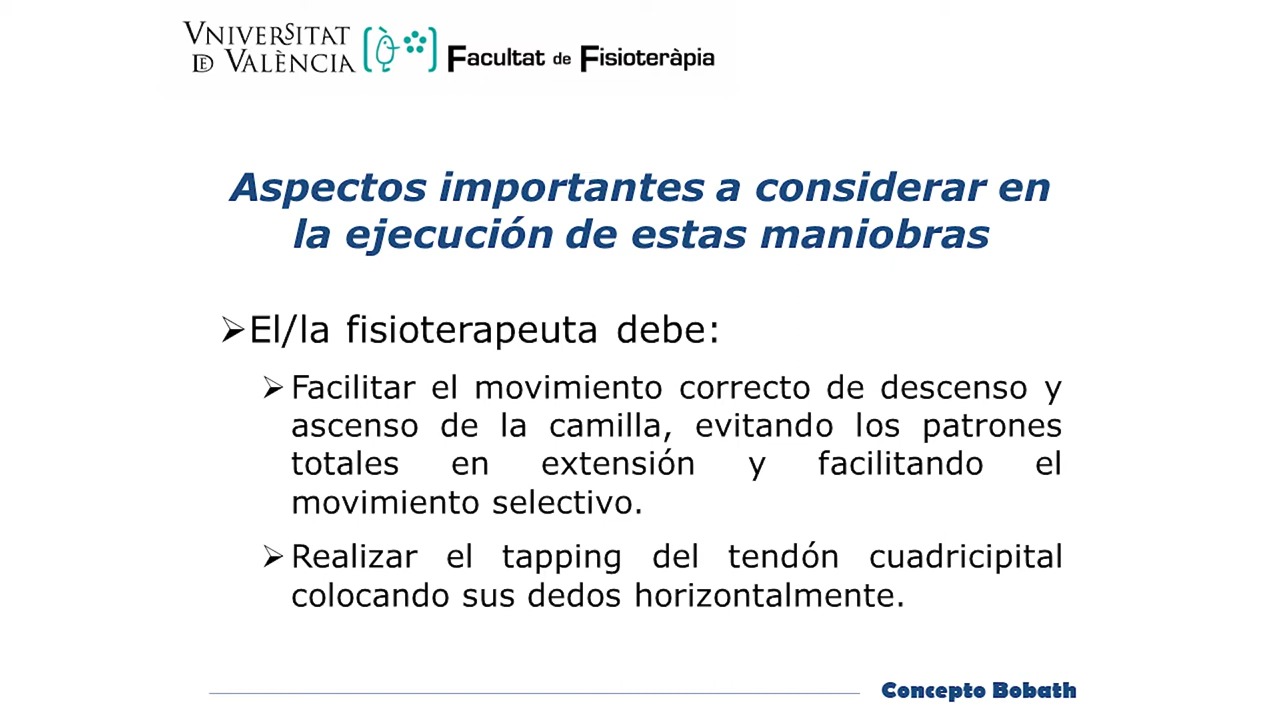 VNIVERSITAT
DE VALÈNCIA
Facultat de Fisioteràpia
Aspectos importantes a considerar en
la ejecución de estas maniobras
El/la fisioterapeuta debe:
Facilitar el movimiento correcto de descenso y
ascenso de la camilla, evitando los patrones
totales en extensión y facilitando el
movimiento selectivo.
Realizar el tapping del tendón cuadricipital
colocando sus dedos horizontalmente.
Concepto Bobath